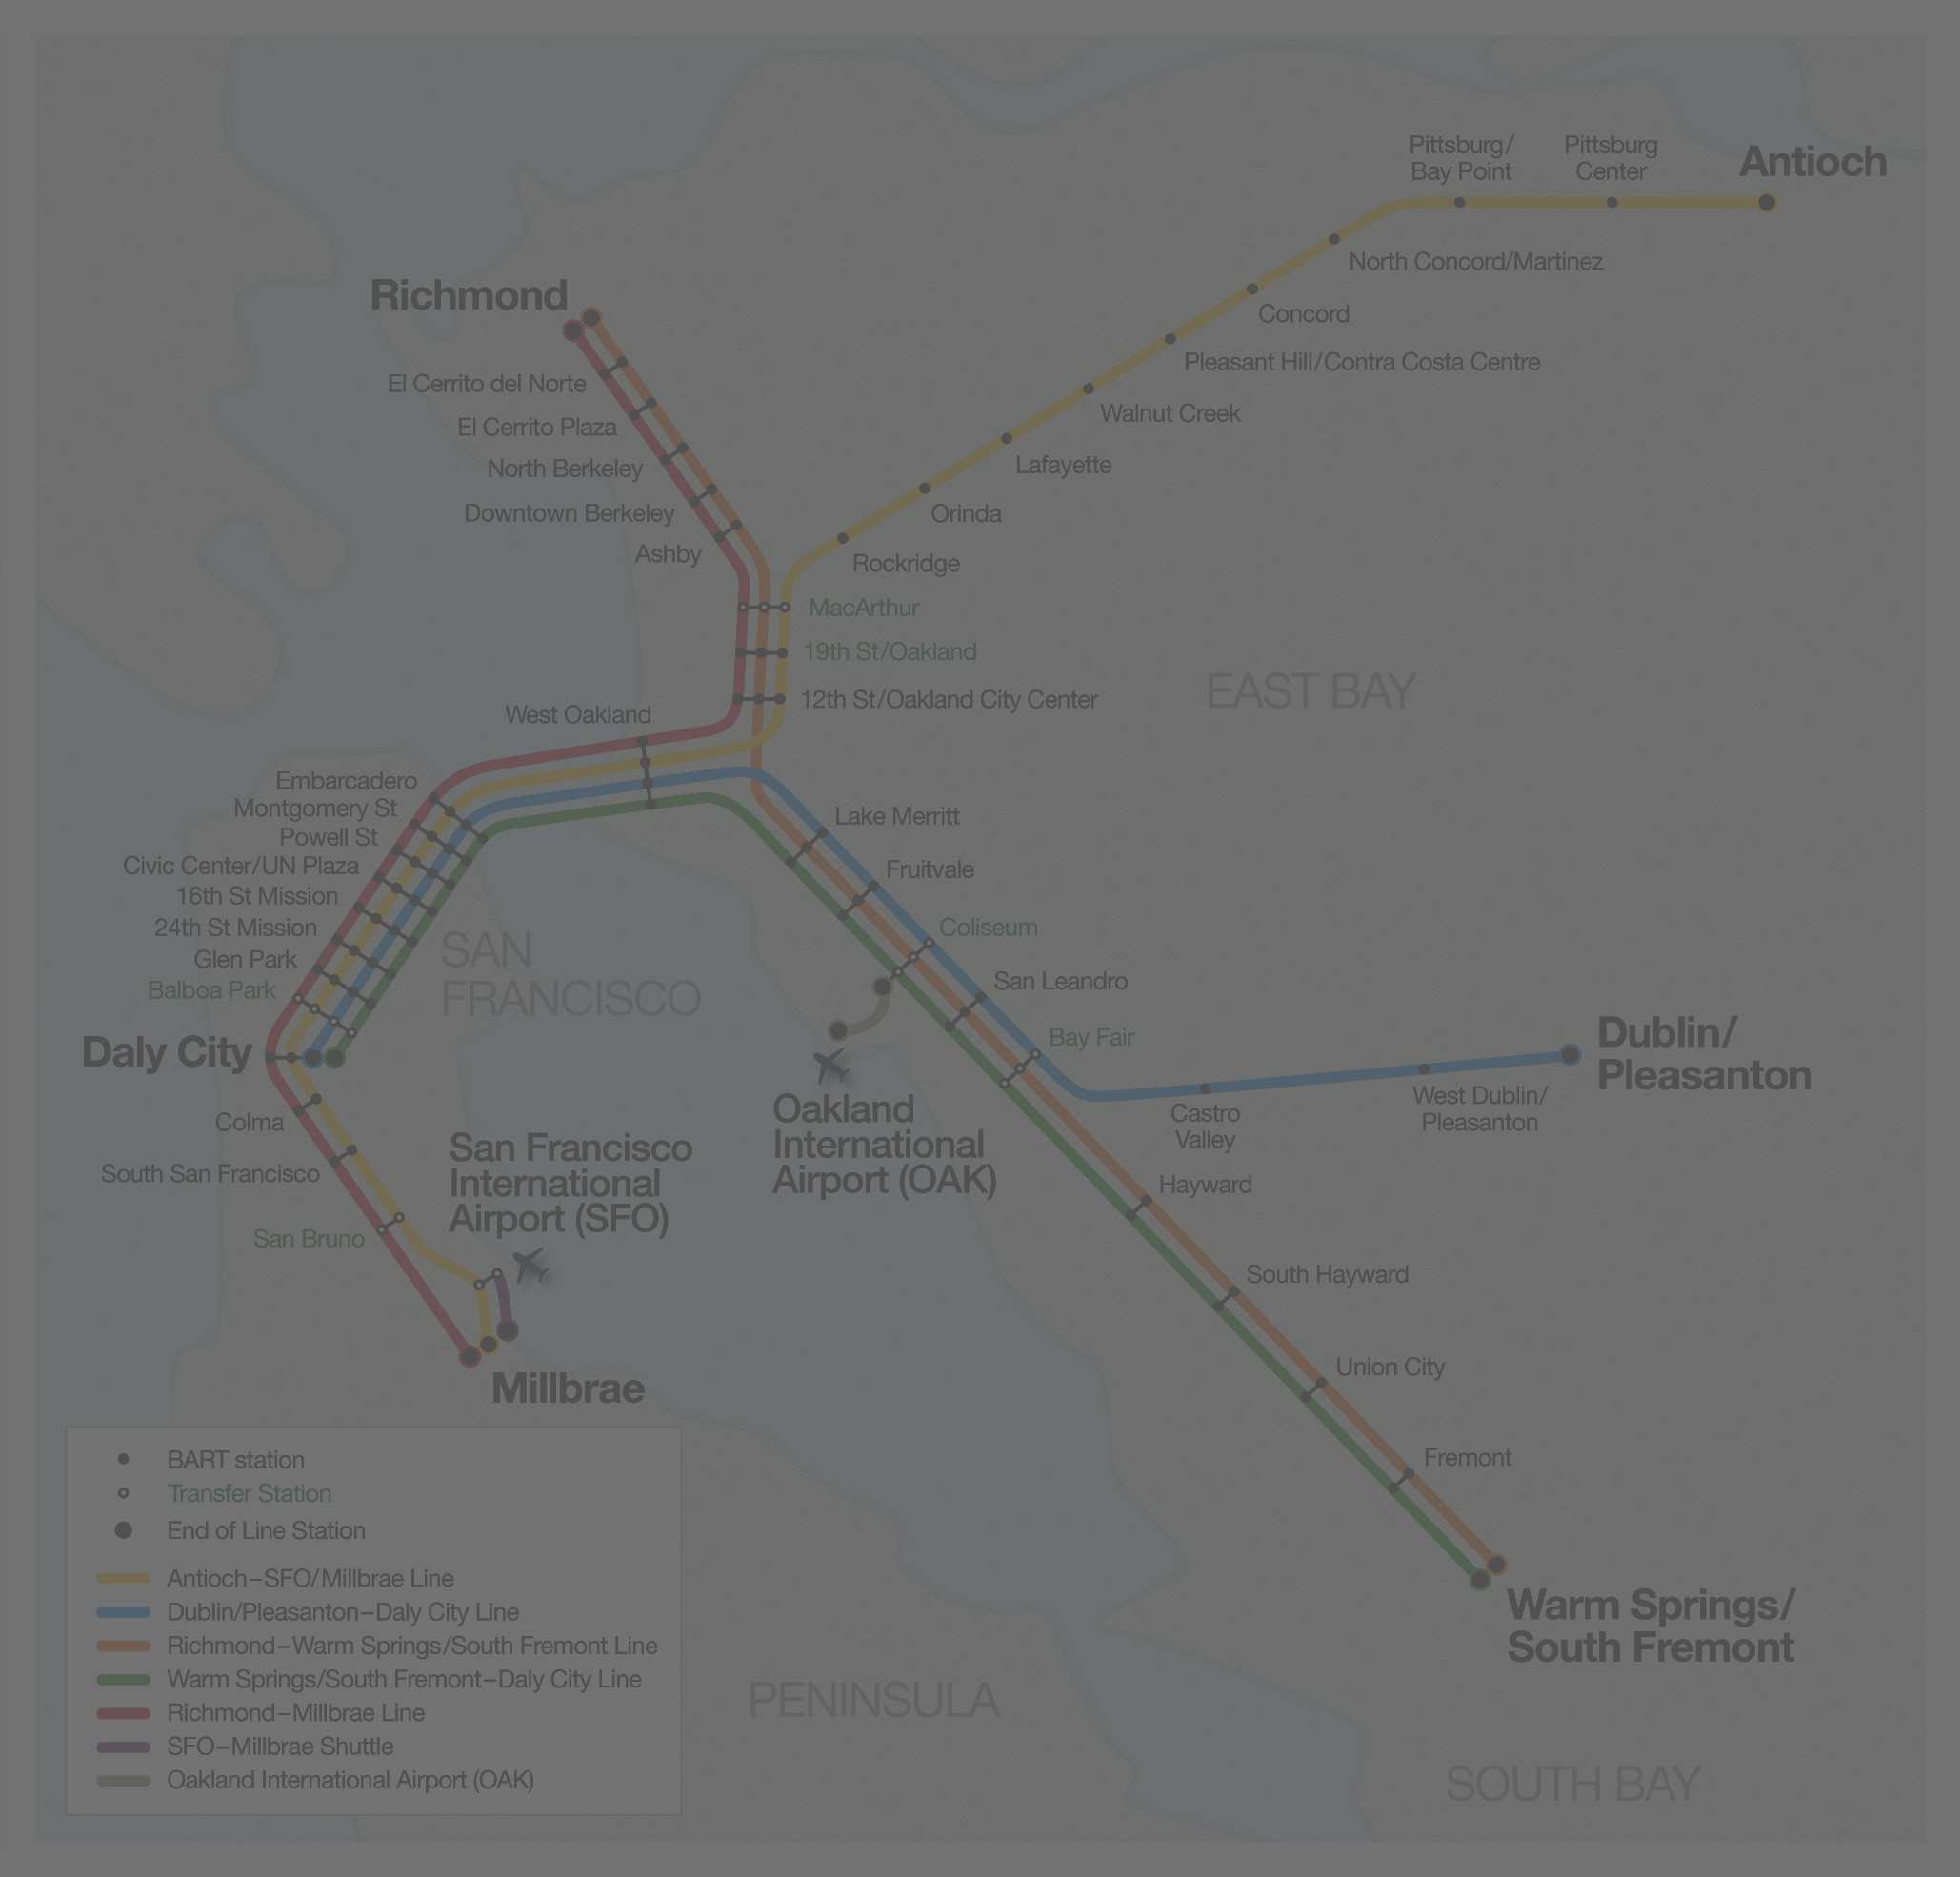 Pittsburg/
Bay Point
Pittsburg
Center
Antioch
North Concord/Martinez
Richmond
Concord
Pleasant Hill/Contra Costa Centre
El Cerrito del Norte
Walnut Creek
El Cerrito Plaza
Lafayette
North Berkeley
Orinda
Downtown Berkeley
Ashby
Rockridge
MacArthur
19th St/Oakland
12th St/Oakland City Center
EAST BAY
West Oakland
Embarcadero
Montgomery St
Powell St
Civic Center/UN Plaza
16th St Mission
24th St Mission
Glen Park
Balboa Park
Daly City
Lake Merritt
Fruitvale
Coliseum
San Leandro
Bay Fair
SAN
FRANCISCO
Dublin/
Pleasanton
West Dublin/
Pleasanton
Castro
Valley
Oakland
International
Airport (OAK)
Colma
South San Francisco
San Bruno
San Francisco
International
Airport (SFO)
Millbrae
Hayward
South Hayward
Union City
Fremont
Warm Springs/
South Fremont
BART station
Transfer Station
End of Line Station
Antioch–SFO/Millbrae Line
Dublin/Pleasanton–Daly City Line
Richmond–Warm Springs/South Fremont Line
Warm Springs/South Fremont–Daly City Line
Richmond–Millbrae Line
SFO–Millbrae Shuttle
Oakland International Airport (OAK)
PENINSULA
SOUTH BAY